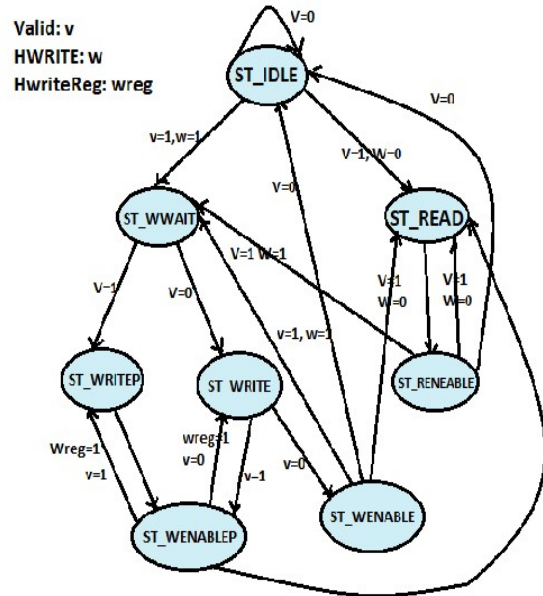 Valid: v
HWRITE: w
HwriteReg: wreg
V=0
ST_IDLE
V=0
v=1,w=1
V=1, W=0
V=0
ST_WWAIT
ST_READ
V=1 W=1
V=1
W=0
V=1
W=0
V=1
V=0
v=1, w=1
ST_WRITEP
ST_WRITE
ST_RENEABLE
Wreg=1
v=1
wreg=1
v=0
v=1
v=0
ST_WENABLEP
ST_WENABLE